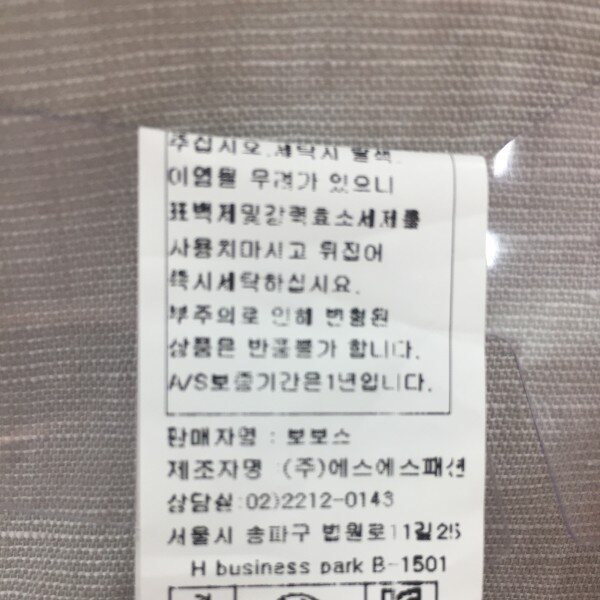 주십시오.세탁시 탈색,
이염될 우려가 있으니
표백제및강력효소세제를
사용치마시고 뒤집어
즉시세탁하십시요.
부주의로 인해 변형된
상품은 반품불가 합니다.
A/S보증기간은1년입니다.
판매자명 : 보보스
제조자명 : (주)에스에스패션
상담실:02)2212-0143
서울시 송파구 법원로11길25
H business park B-1501